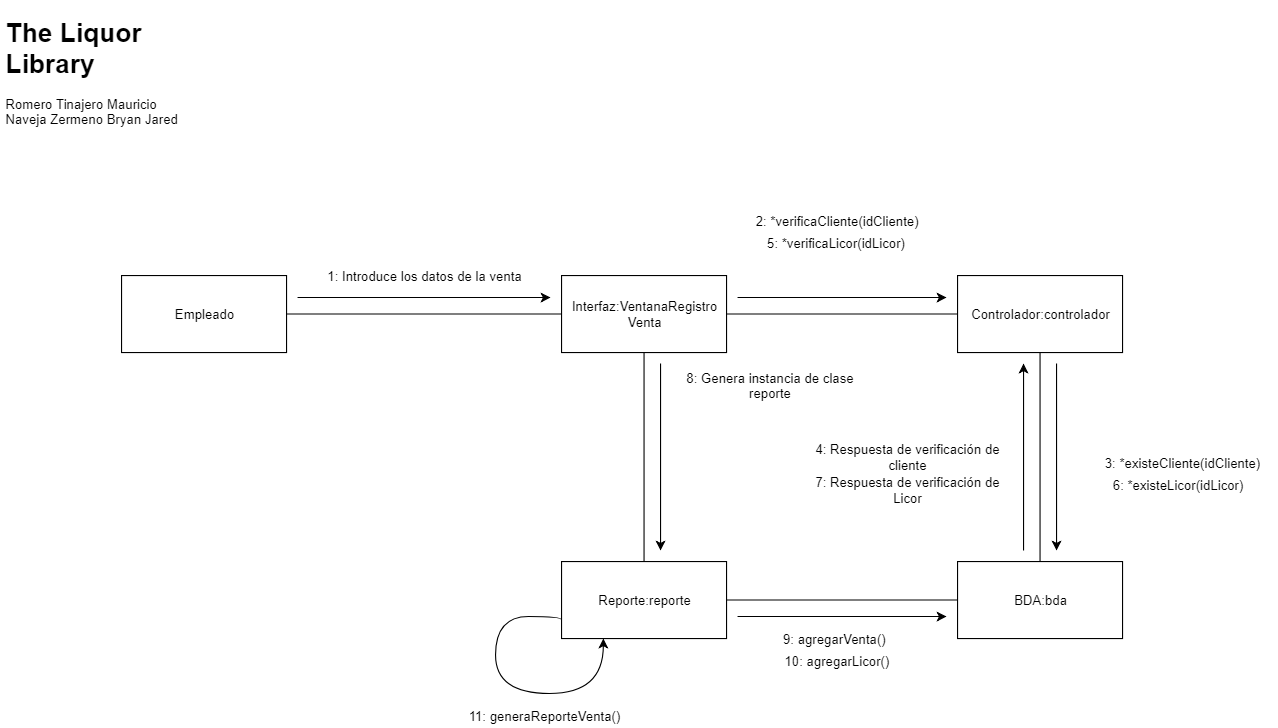 The Liquor
Library
Romero Tinajero Mauricio
Naveja Zermeno Bryan Jared
2: *verificaCliente(idCliente)
5: *verificaLicor(idLicor)
1: Introduce los datos de la venta
Empleado
Interfaz:VentanaRegistro
Venta
Controlador:controlador
8: Genera instancia de clase
reporte
4: Respuesta de verificación de
cliente
7: Respuesta de verificación de
Licor
3: *existeCliente(idCliente)
6: *existeLicor(idLicor)
Reporte:reporte
BDA:bda
9: agregarVenta()
10: agregarLicor()
11: generaReporteVenta()